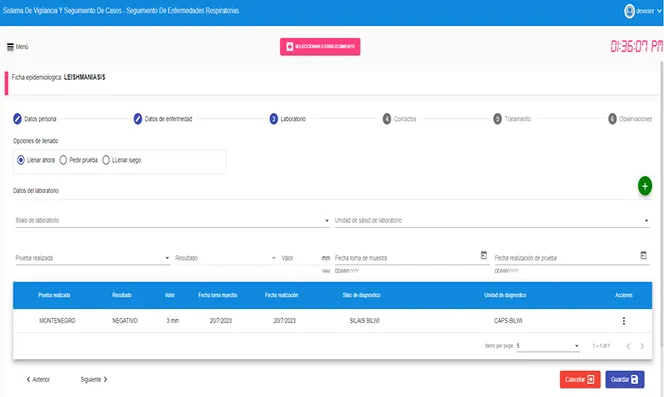 Sistema De Vigilancia Y Seguimiento De Casos - Seguimiento De Enfermedades Respiratorias
devuser
Menú
SELECCIONAR ESTABLECIMIENTO
01:36:07 PM
Ficha epidemiologica: LEISHMANIASIS
Datos persona
Datos de enfermedad
3 Laboratorio
4 Contactos
5 Tratamiento
6 Observaciones
Opciones de llenado
Llenar ahora Pedir prueba LLenar luego
Datos del laboratorio
+
Silais de laboratorio Unidad de salud de laboratorio
Prueba realizada Resultado Válor mm Fecha toma de muestra Fecha realización de prueba
Valor DD/MM/YYYY DD/MM/YYYY
Prueba realizada Resultado Valor Fecha toma muestra Fecha realización Silais de diagnostico Unidad de diagnostico Acciones
MONTENEGRO NEGATIVO 3 mm 20/7/2023 20/7/2023 SILAIS BILWI CAPS-BILWI
Items per page: 5 1 – 1 of 1
Anterior Siguiente Cancelar Guardar